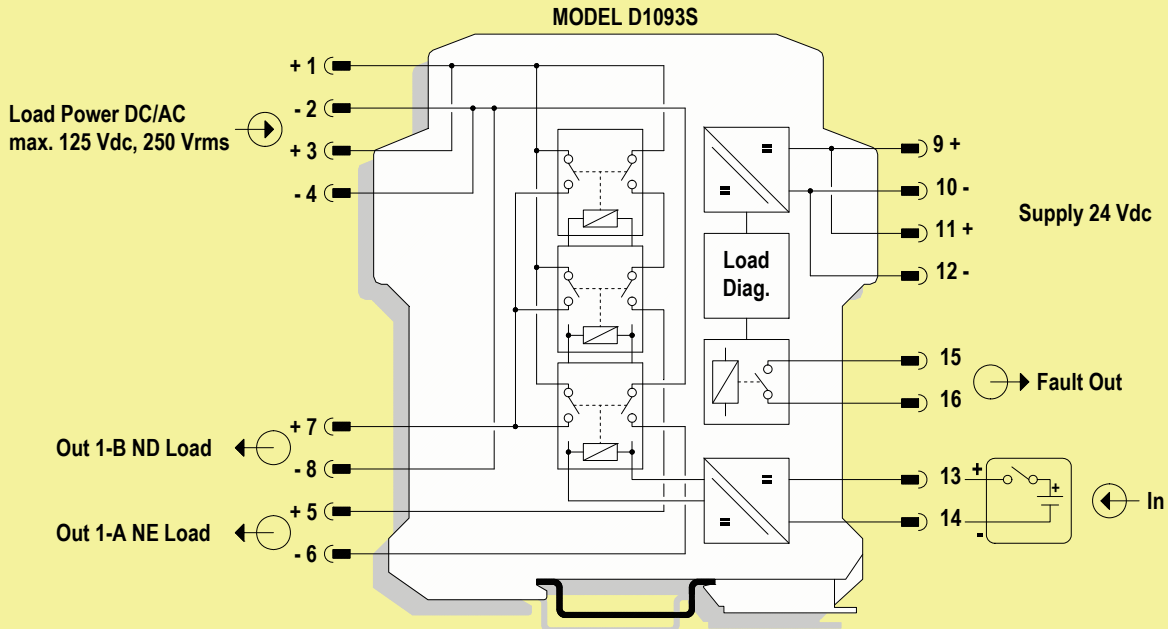 MODEL D1093S
+ 1
- 2
+ 3
- 4
Load Power DC/AC
max. 125 Vdc, 250 Vrms
+ 7
- 8
Out 1-B ND Load
+ 5
- 6
Out 1-A NE Load
Load
Diag.
9 +
10 -
11 +
12 -
Supply 24 Vdc
15
16
Fault Out
13
14
+
-
+
In